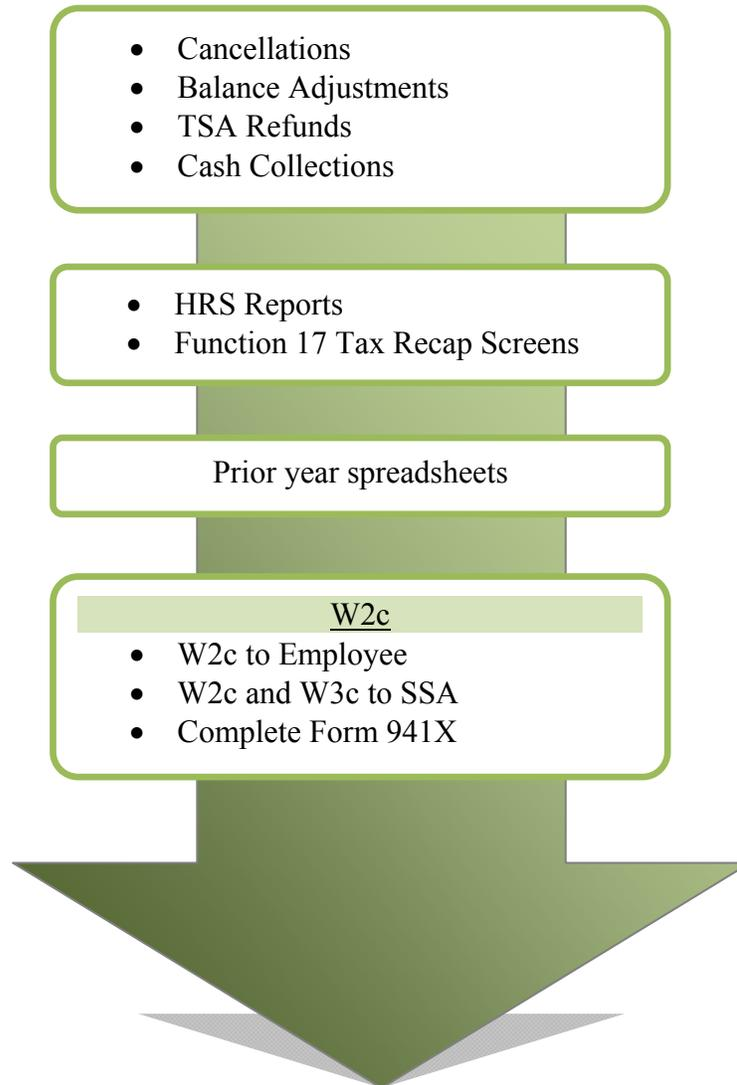 • Cancellations
• Balance Adjustments
• TSA Refunds
• Cash Collections
• HRS Reports
• Function 17 Tax Recap Screens
Prior year spreadsheets
W2c
• W2c to Employee
• W2c and W3c to SSA
• Complete Form 941X